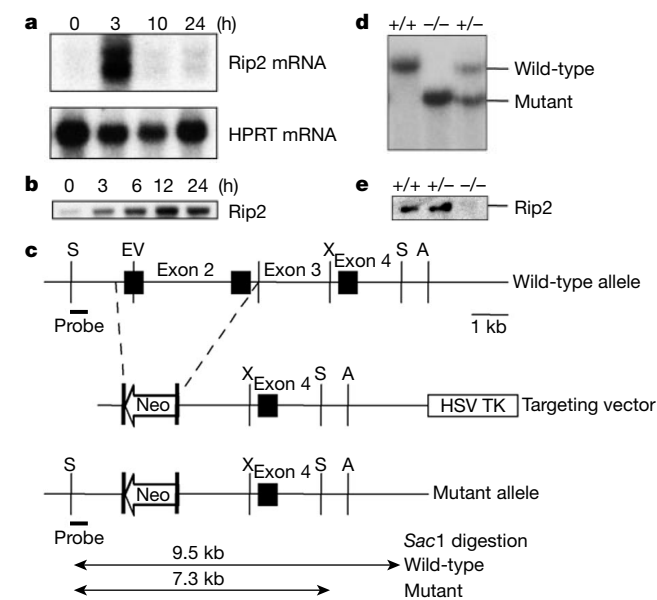 a 0 3 10 24 (h)
Rip2 mRNA
HPRT mRNA
b 0 3 6 12 24 (h)
Rip2
d +/+ −/− +/−
Wild-type
Mutant
e +/+ +/− −/−
Rip2
c S EV Exon 2 Exon 3 X Exon 4 S A
Wild-type allele
Probe
1 kb
X Exon 4 S A
Neo HSV TK Targeting vector
S X Exon 4 S A
Neo Mutant allele
Probe
Sac1 digestion
9.5 kb Wild-type
7.3 kb Mutant